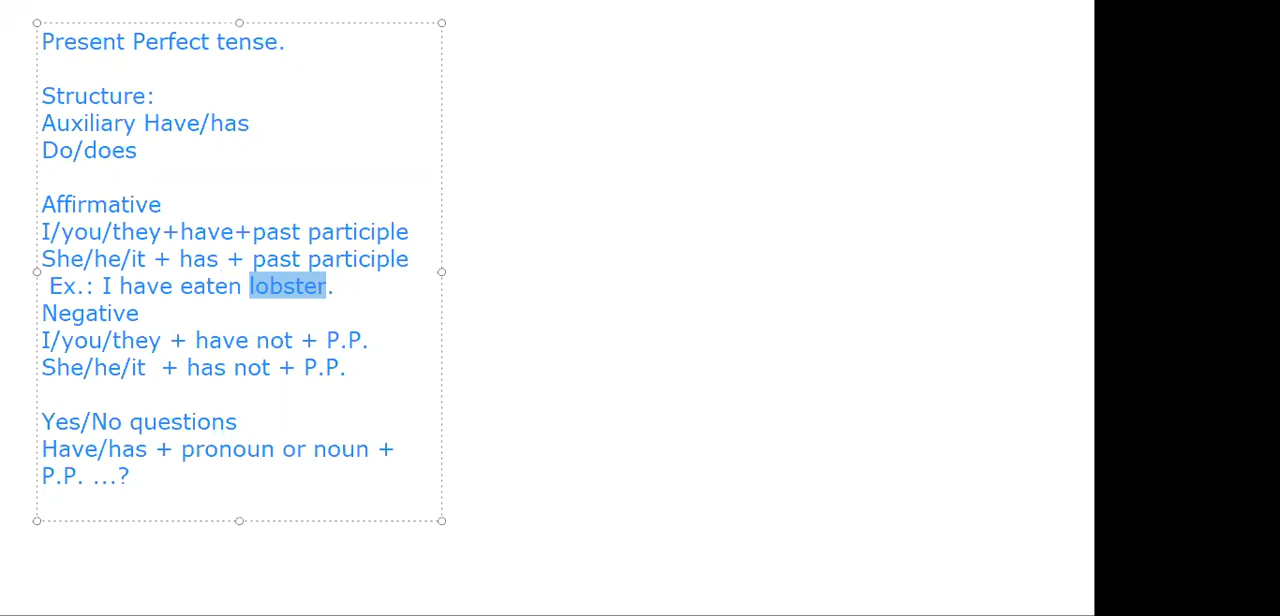 Present Perfect tense.
Structure:
Auxiliary Have/has
Do/does
Affirmative
I/you/they+have+past participle
She/he/it + has + past participle
Ex.: I have eaten lobster.
Negative
I/you/they + have not + P.P.
She/he/it  + has not + P.P.
Yes/No questions
Have/has + pronoun or noun +
P.P. ...?